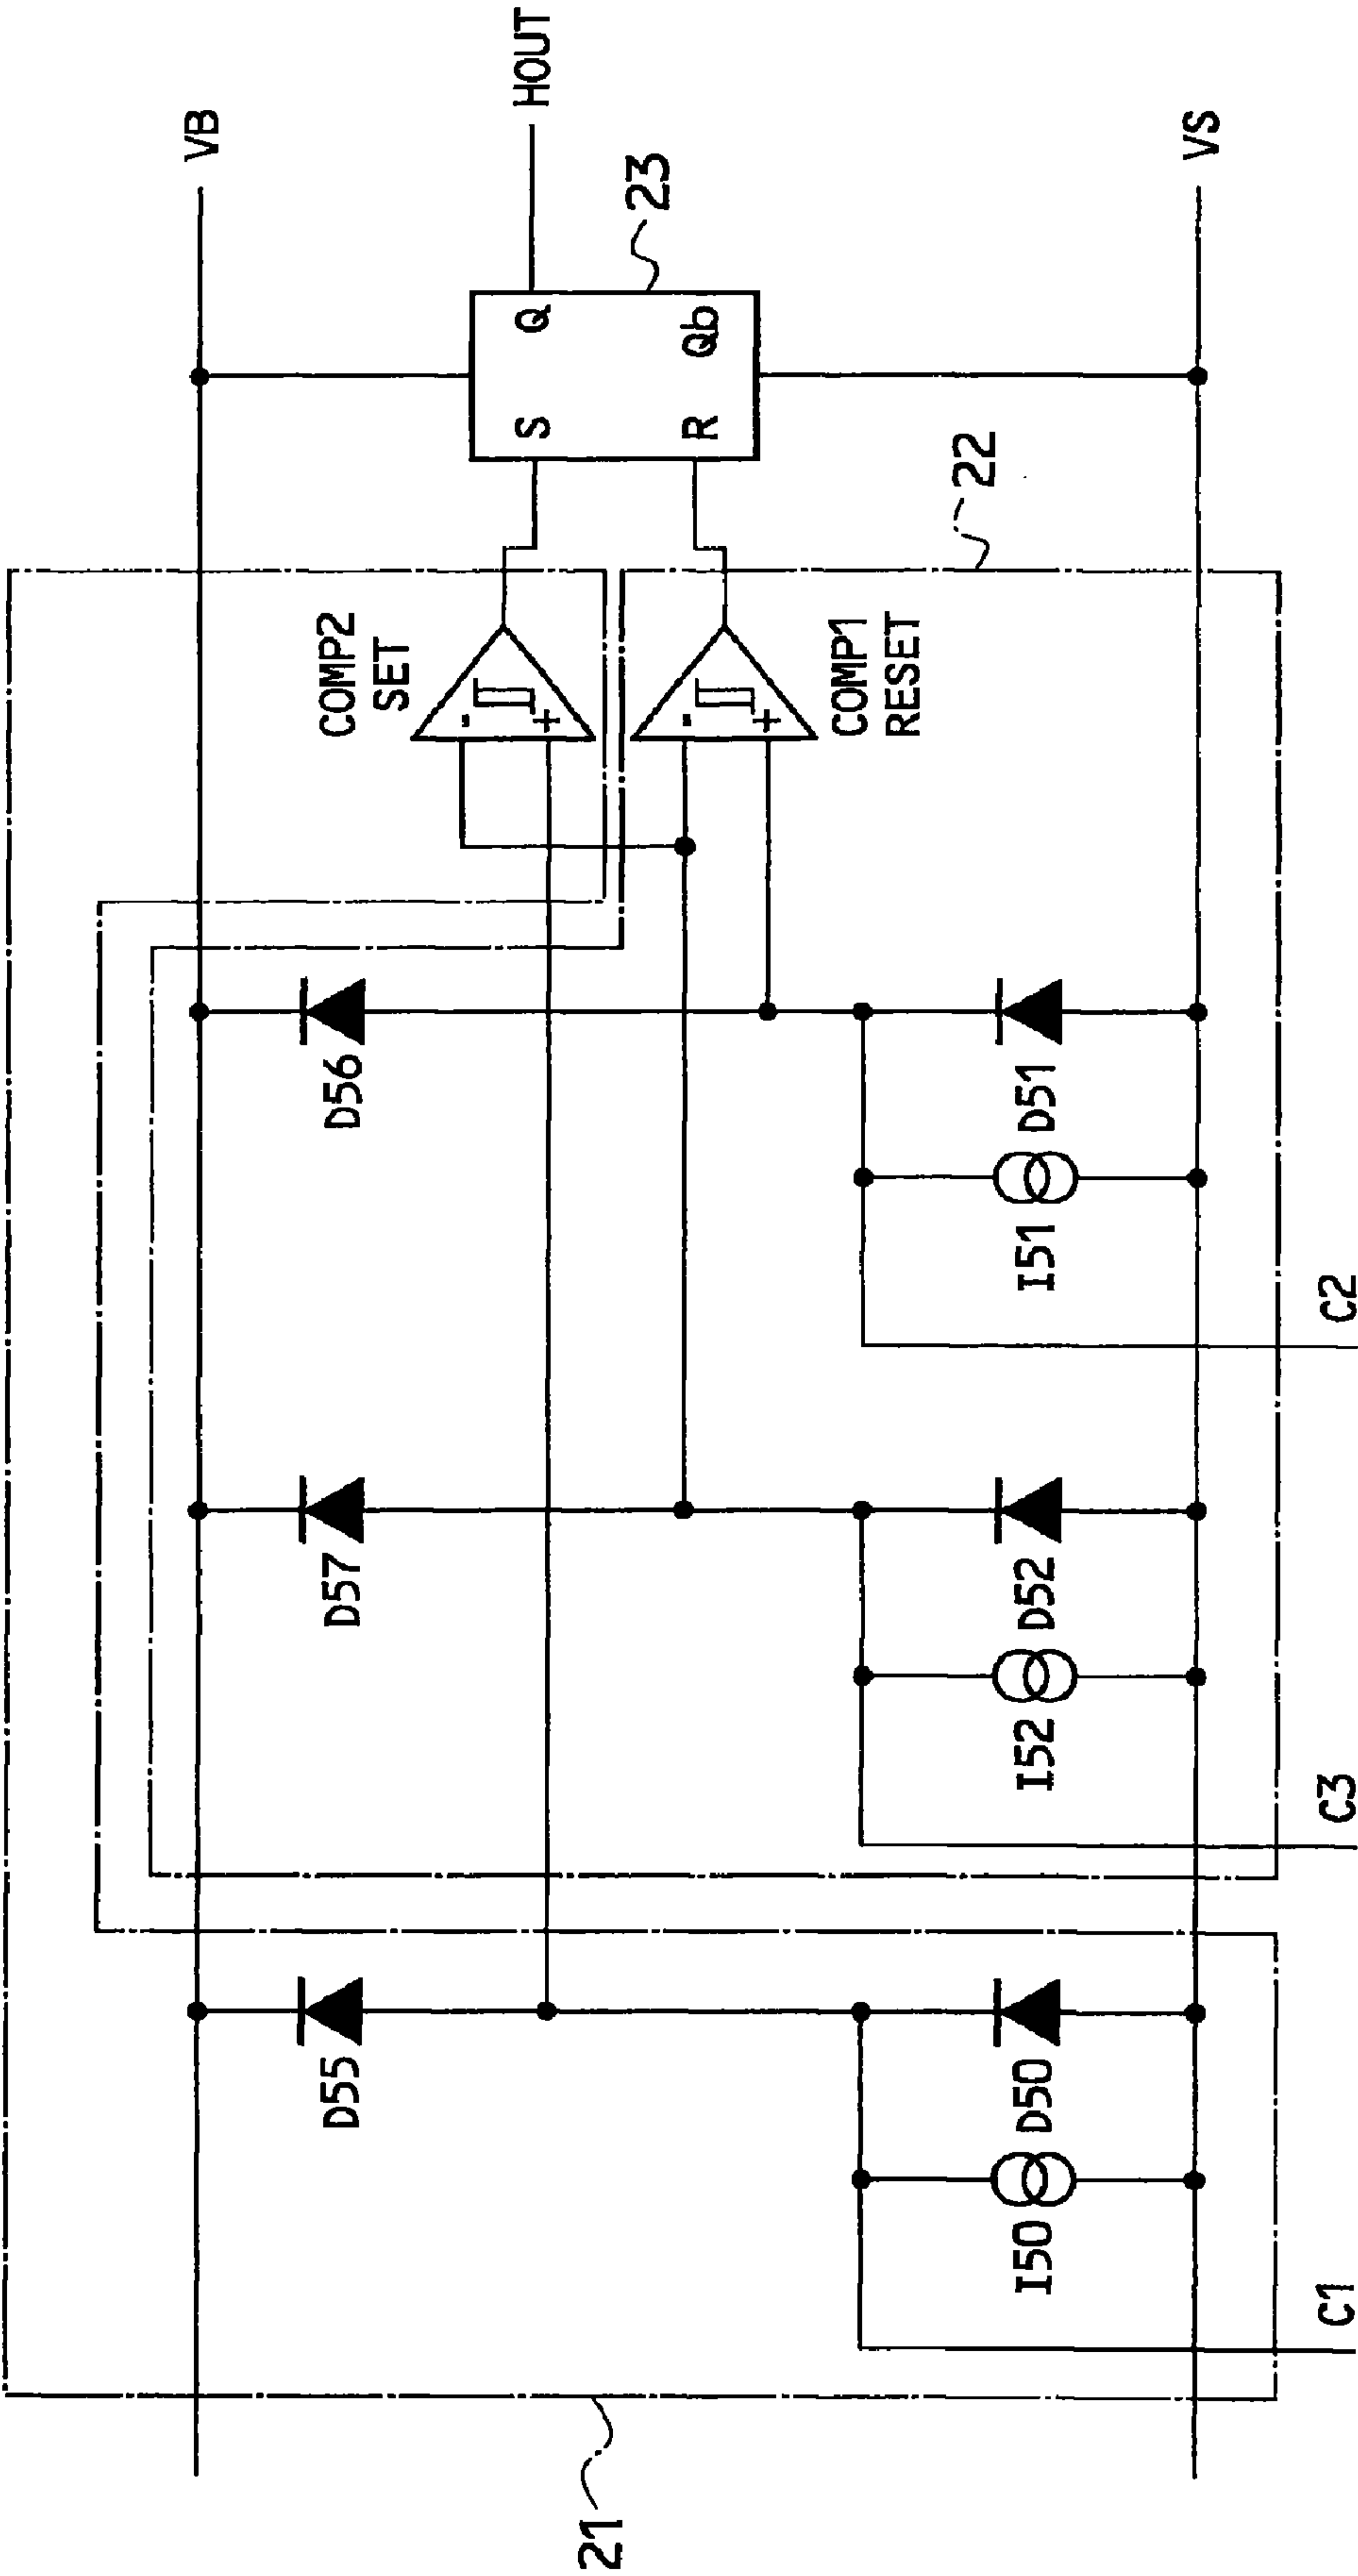 VB
HOUT
23
Q
Qb
S
R
VS
22
COMP2
SET
-
+
COMP1
RESET
-
+
D56
D51
I51
C2
D57
D52
I52
C3
D55
D50
I50
C1
21